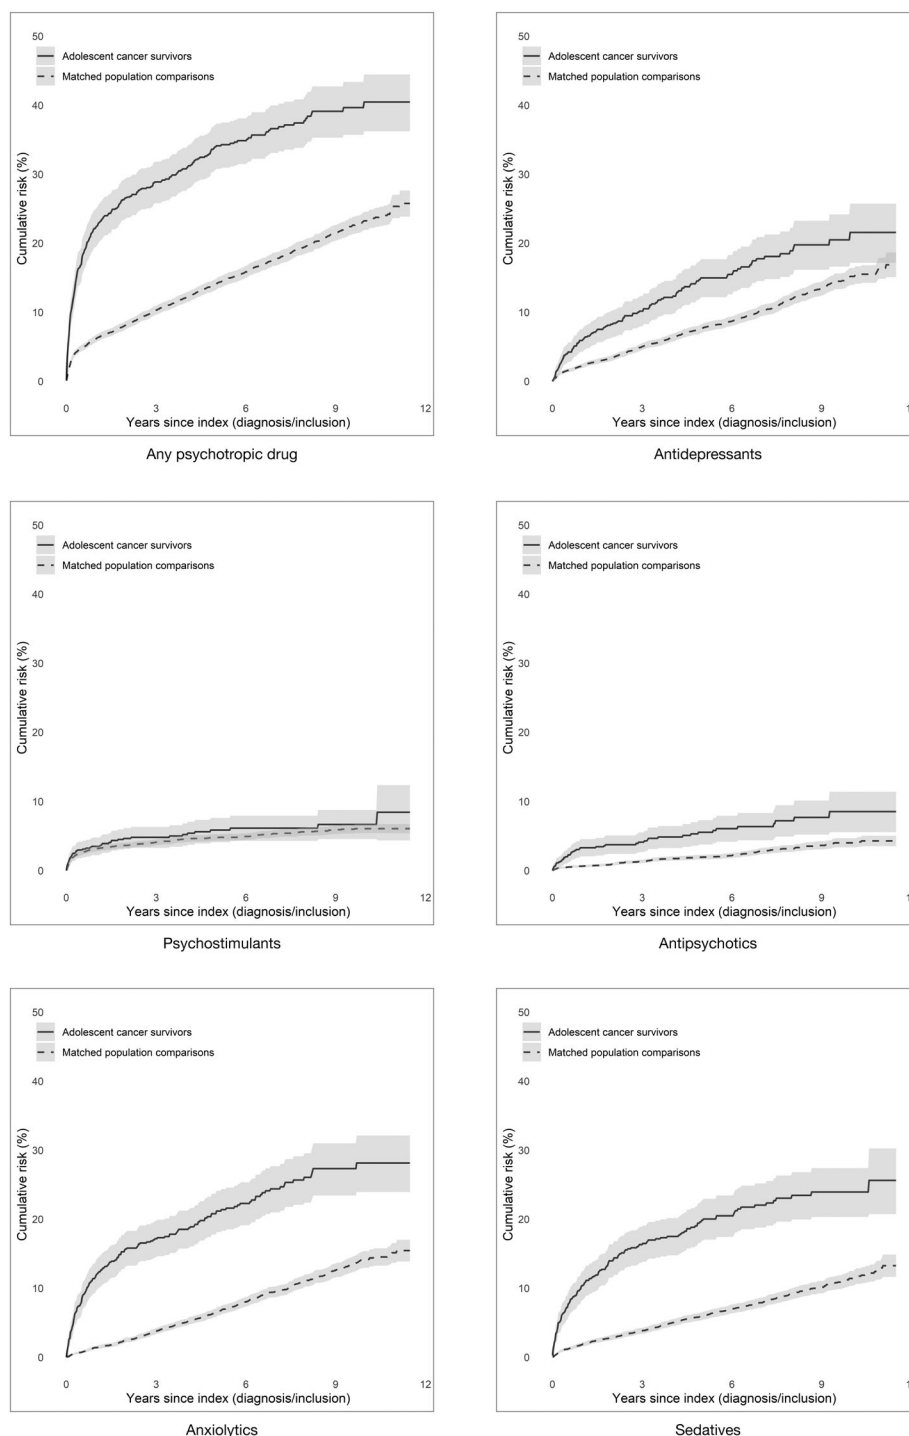 50
Adolescent cancer survivors
Matched population comparisons
40
30
20
10
0
Cumulative risk (%)
0 3 6 9 12
Years since index (diagnosis/inclusion)
Any psychotropic drug
50
Adolescent cancer survivors
Matched population comparisons
40
30
20
10
0
Cumulative risk (%)
0 3 6 9
Years since index (diagnosis/inclusion)
Antidepressants
50
Adolescent cancer survivors
Matched population comparisons
40
30
20
10
0
Cumulative risk (%)
0 3 6 9 12
Years since index (diagnosis/inclusion)
Psychostimulants
50
Adolescent cancer survivors
Matched population comparisons
40
30
20
10
0
Cumulative risk (%)
0 3 6 9
Years since index (diagnosis/inclusion)
Antipsychotics
50
Adolescent cancer survivors
Matched population comparisons
40
30
20
10
0
Cumulative risk (%)
0 3 6 9 12
Years since index (diagnosis/inclusion)
Anxiolytics
50
Adolescent cancer survivors
Matched population comparisons
40
30
20
10
0
Cumulative risk (%)
0 3 6 9
Years since index (diagnosis/inclusion)
Sedatives